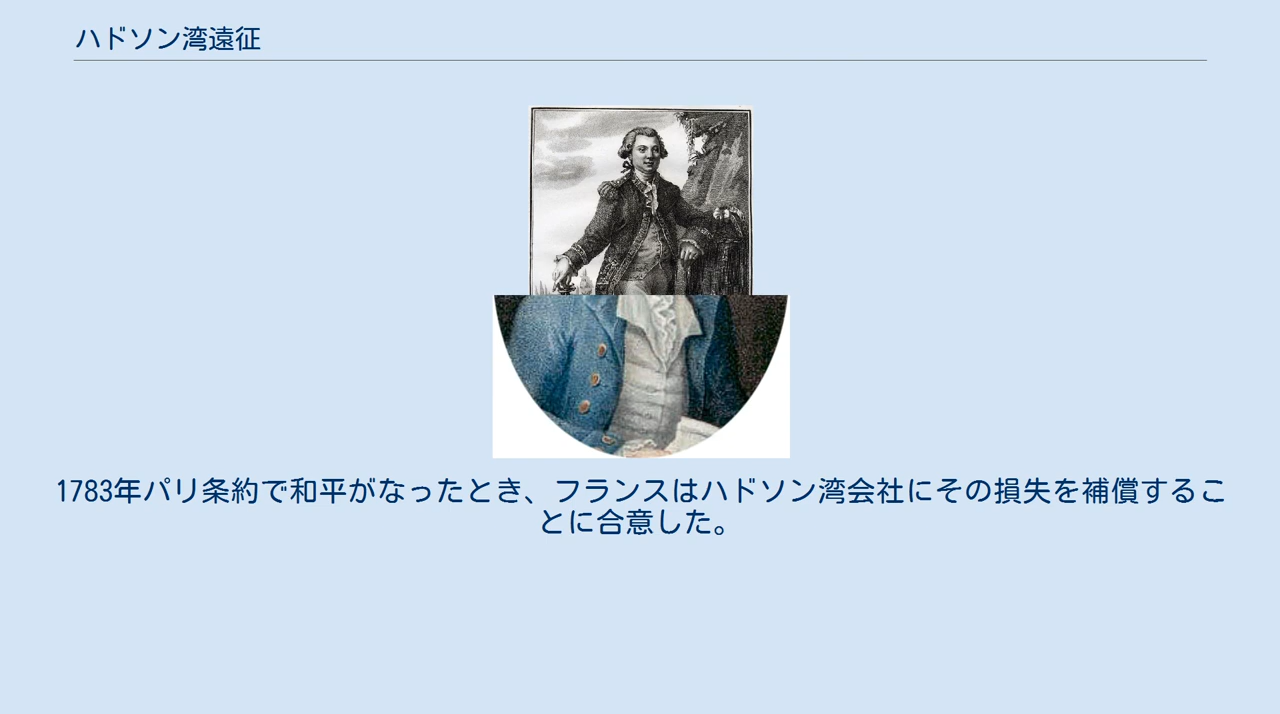 ハドソン湾遠征
1783年パリ条約で和平がなったとき、フランスはハドソン湾会社にその損失を補償するこ
とに合意した。